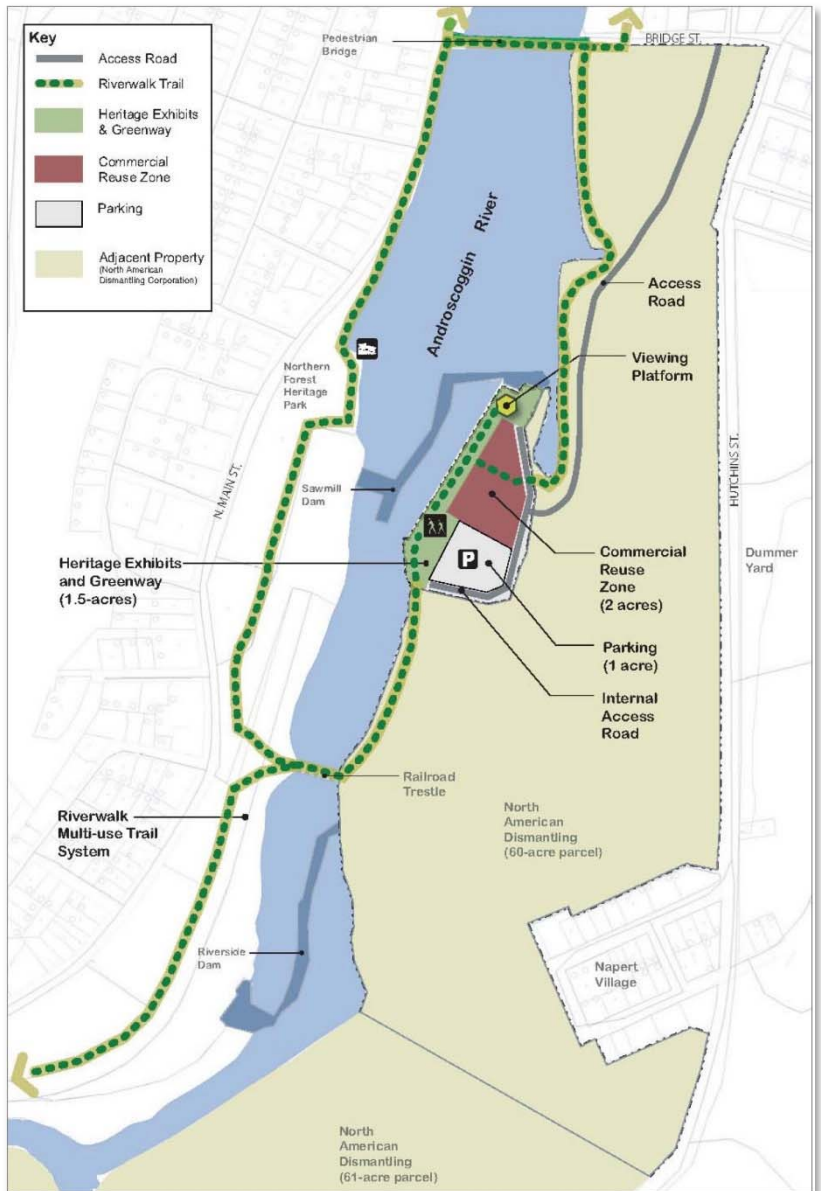 Key
Access Road
Riverwalk Trail
Heritage Exhibits
& Greenway
Commercial
Reuse Zone
Parking
Adjacent Property
(North American
Dismantling Corporation)
Pedestrian
Bridge
BRIDGE ST.
Androscoggin River
Access
Road
Viewing
Platform
Northern
Forest
Heritage
Park
N. MAIN ST.
HUTCHINS ST.
Sawmill
Dam
Heritage Exhibits
and Greenway
(1.5-acres)
P
Commercial
Reuse
Zone
(2 acres)
Dummer
Yard
Parking
(1 acre)
Internal
Access
Road
Railroad
Trestle
Riverwalk
Multi-use Trail
System
North
American
Dismantling
(60-acre parcel)
Riverside
Dam
Napert
Village
North
American
Dismantling
(61-acre parcel)